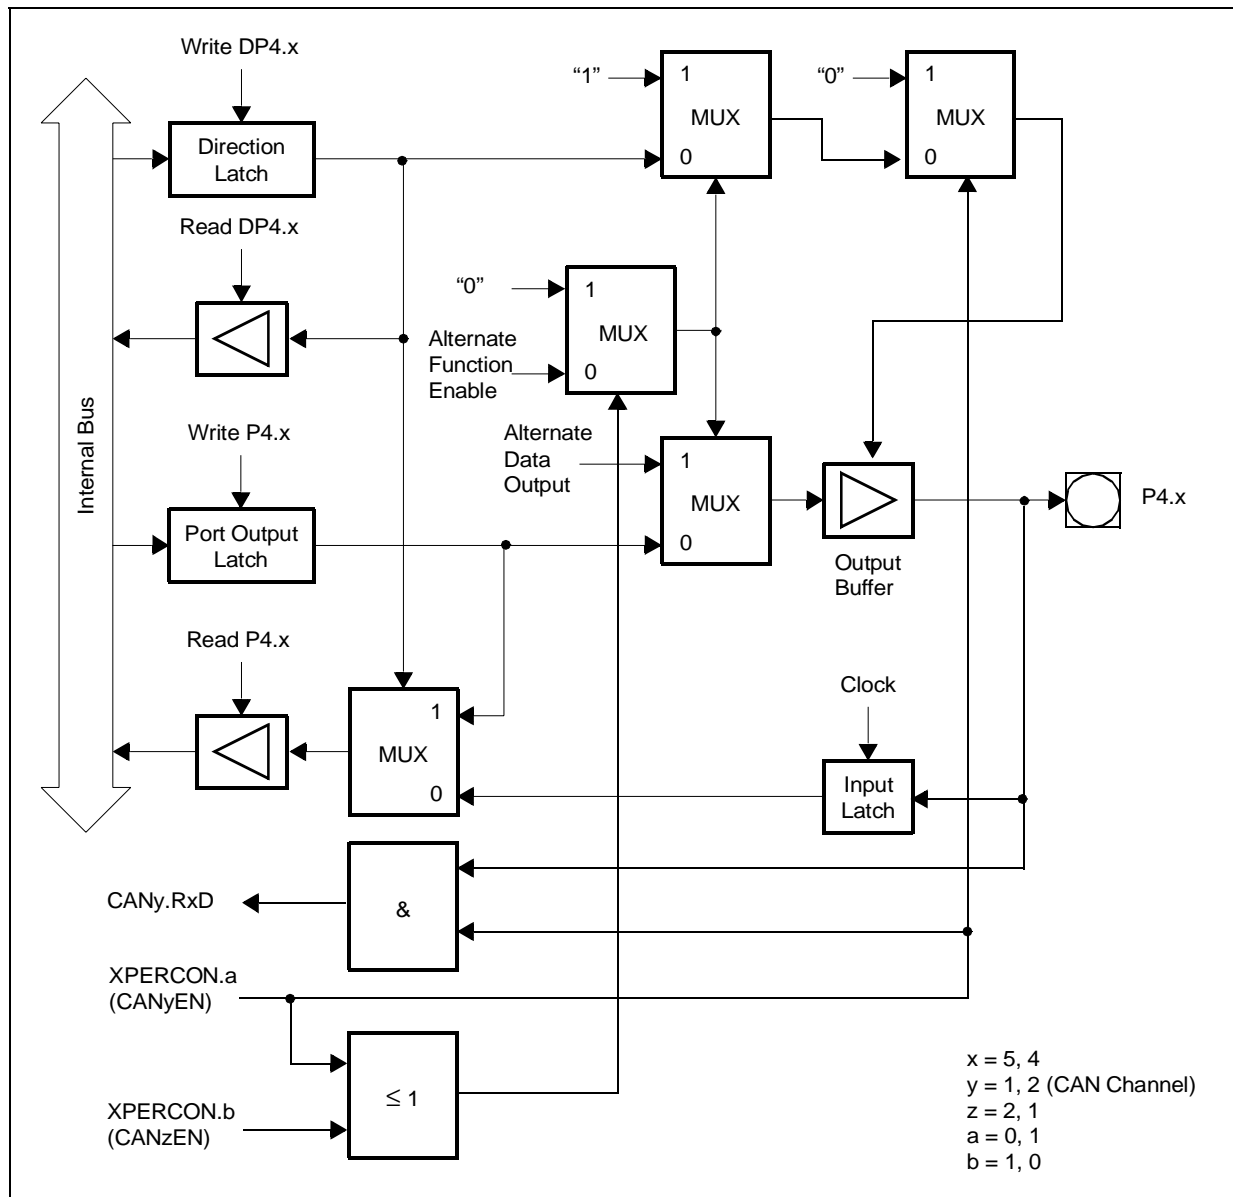 Write DP4.x
“1”
1
MUX
0
“0”
1
MUX
0
Direction
Latch
Read DP4.x
“0”
1
MUX
0
Alternate
Function
Enable
Internal Bus
Write P4.x
Alternate
Data
Output
1
MUX
0
P4.x
Port Output
Latch
Output
Buffer
Read P4.x
Clock
1
MUX
0
Input
Latch
CANy.RxD
&
XPERCON.a
(CANyEN)
≤ 1
XPERCON.b
(CANzEN)
x = 5, 4
y = 1, 2 (CAN Channel)
z = 2, 1
a = 0, 1
b = 1, 0